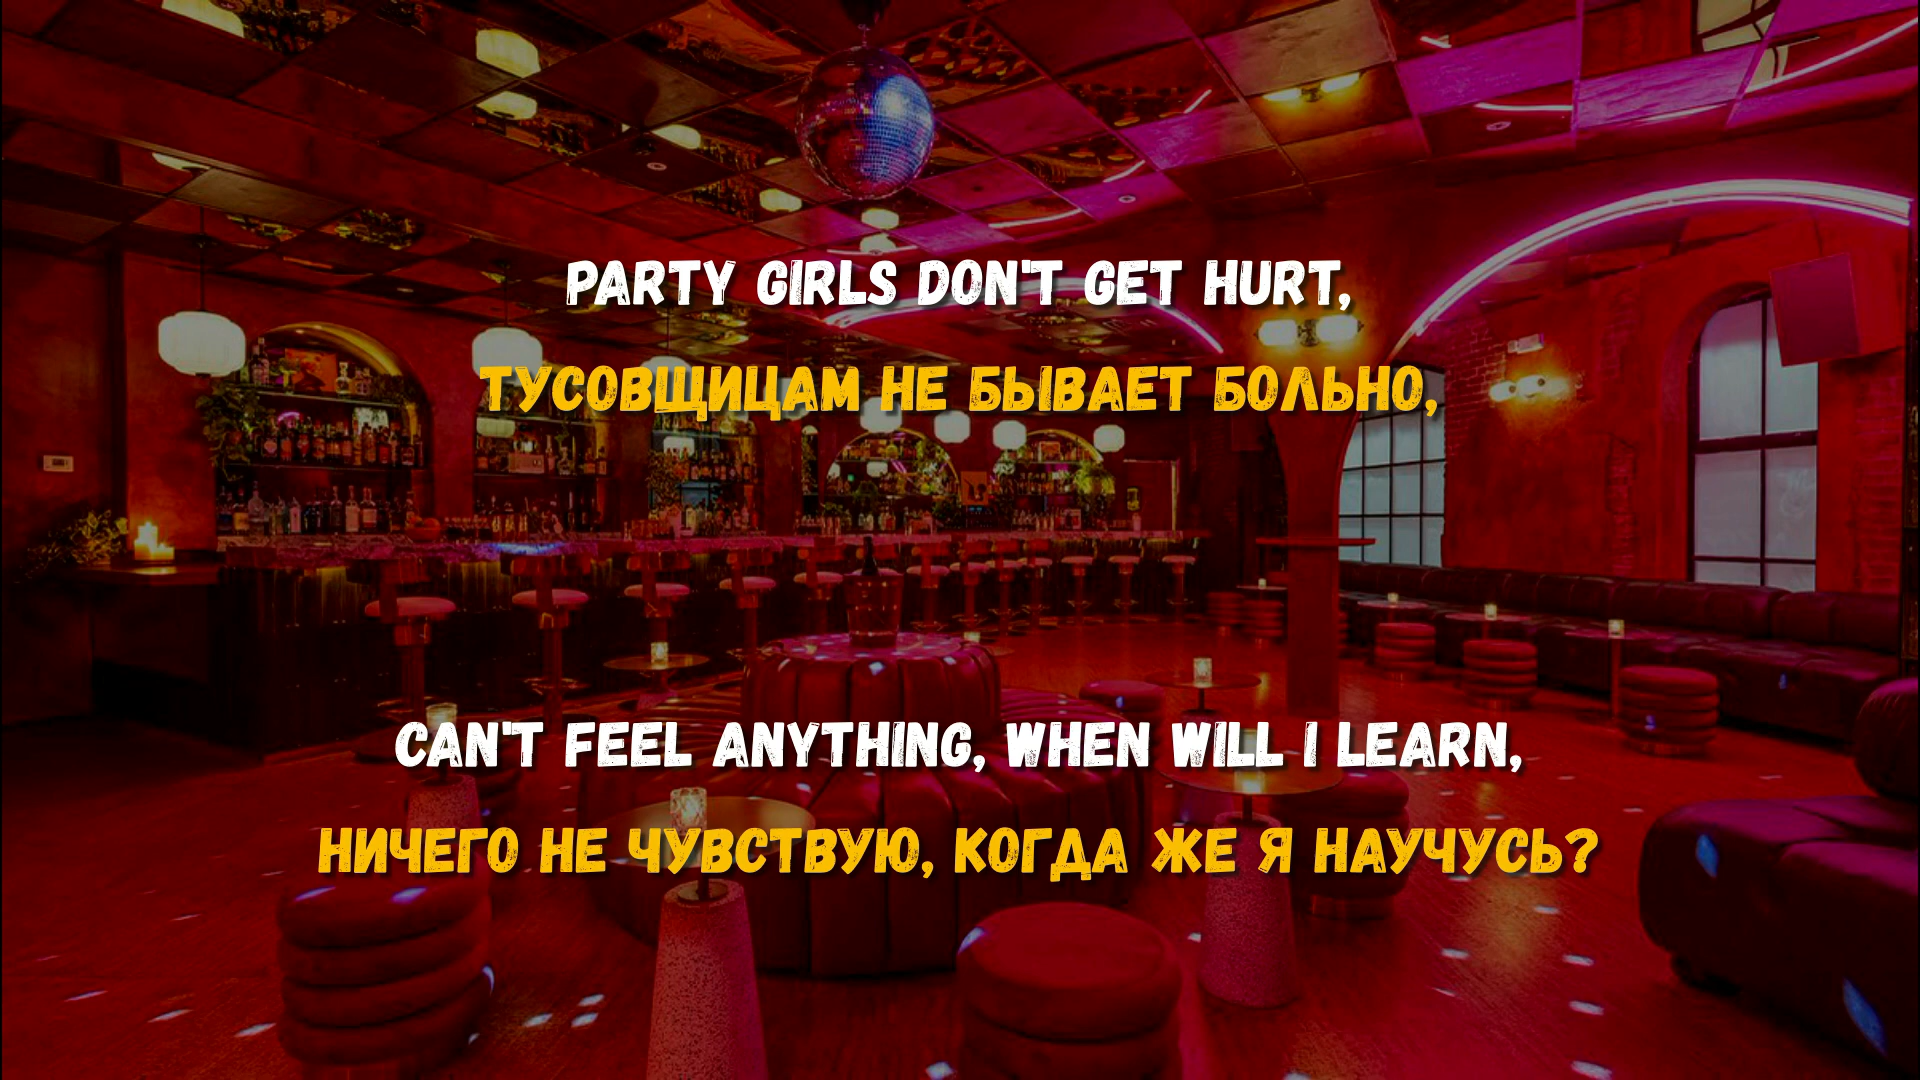 PARTY GIRLS DON'T GET HURT,
ТУСОВЩИЦАМ НЕ БЫВАЕТ БОЛЬНО,
CAN'T FEEL ANYTHING, WHEN WILL I LEARN,
НИЧЕГО НЕ ЧУВСТВУЮ, КОГДА ЖЕ Я НАУЧУСЬ?